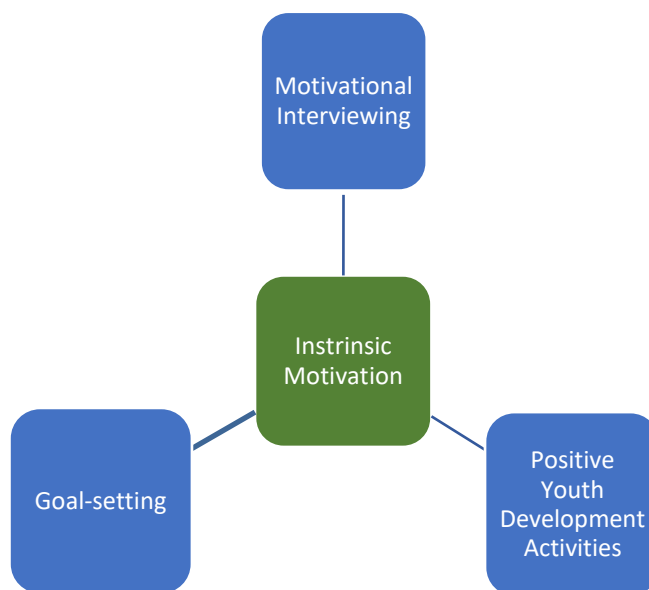 Motivational
Interviewing
Instrinsic
Motivation
Goal-setting
Positive
Youth
Development
Activities